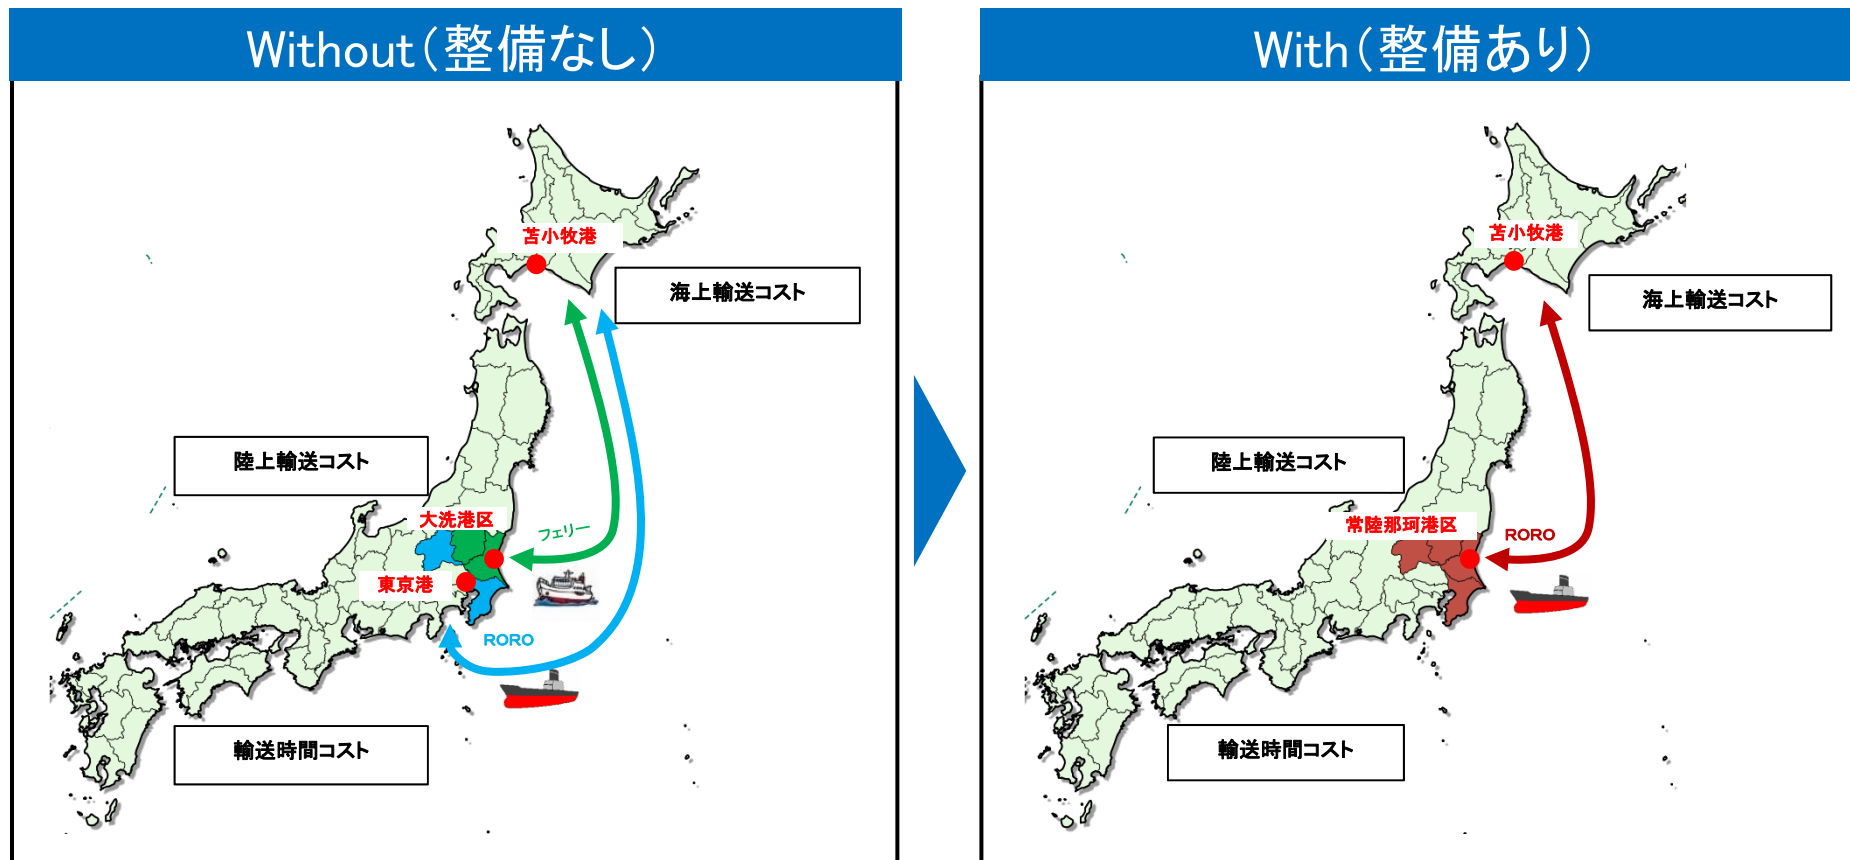 Without（整備なし）
苫小牧港
海上輸送コスト
陸上輸送コスト
大洗港区
フェリー
東京港
RORO
輸送時間コスト
With（整備あり）
苫小牧港
海上輸送コスト
陸上輸送コスト
常陸那珂港区
RORO
輸送時間コスト